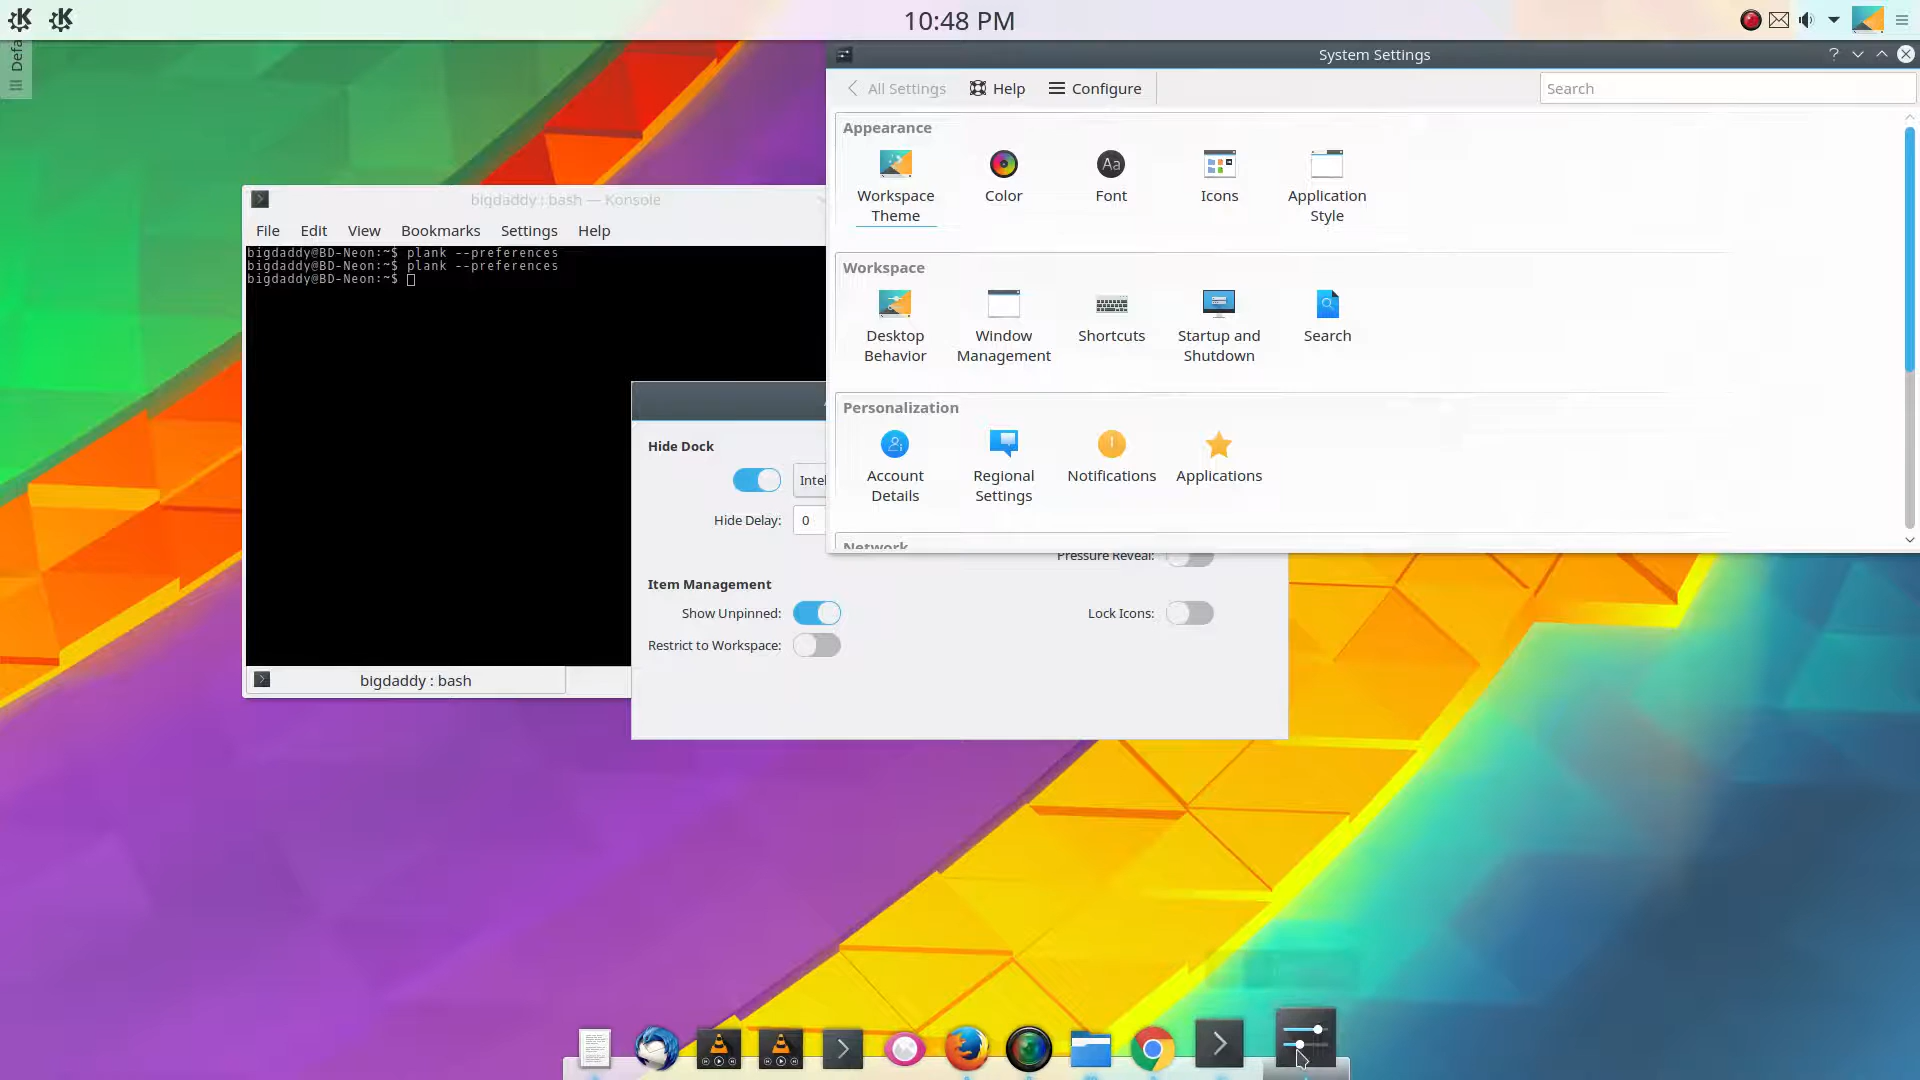 10:48 PM
Defa
System Settings
All Settings
Help
Configure
Search
Appearance
Workspace
Theme
Color
Font
Icons
Application
Style
Workspace
Desktop
Behavior
Window
Management
Shortcuts
Startup and
Shutdown
Search
Personalization
Account
Details
Regional
Settings
Notifications
Applications
Network
bigdaddy : bash — Konsole
File Edit View Bookmarks Settings Help
bigdaddy@BD-Neon:~$ plank --preferences
bigdaddy@BD-Neon:~$ plank --preferences
bigdaddy@BD-Neon:~$
bigdaddy : bash
Hide Dock
Intel
Hide Delay: 0
Pressure Reveal:
Item Management
Show Unpinned:
Lock Icons:
Restrict to Workspace: